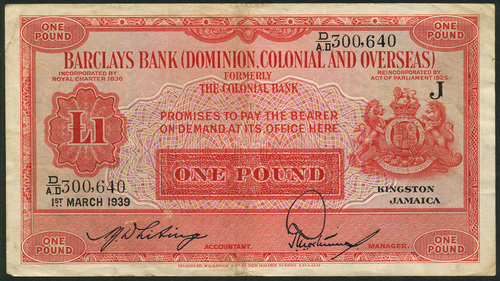 ONE POUND
ONE POUND
D/A.D 300,640
BARCLAYS BANK (DOMINION, COLONIAL AND OVERSEAS)
INCORPORATED BY ROYAL CHARTER 1836
FORMERLY
REINCORPORATED BY ACT OF PARLIAMENT 1925
THE COLONIAL BANK
J
PROMISES TO PAY THE BEARER
ON DEMAND AT ITS OFFICE HERE
£1
ONE POUND
D/A.D 300,640
1ST MARCH 1939
KINGSTON
JAMAICA
ACCOUNTANT.
MANAGER.
ONE POUND
ONE POUND